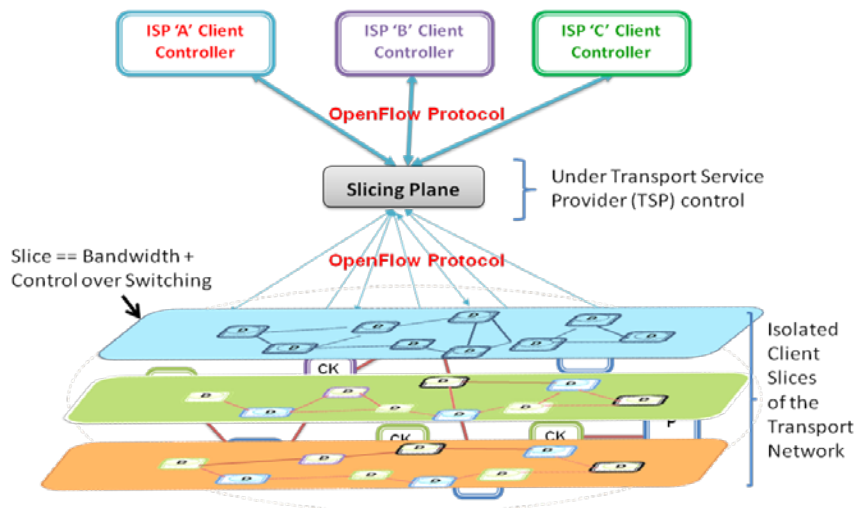 ISP ‘A’ Client
Controller
ISP ‘B’ Client
Controller
ISP ‘C’ Client
Controller
OpenFlow Protocol
Slicing Plane
Under Transport Service
Provider (TSP) control
Slice == Bandwidth +
Control over Switching
OpenFlow Protocol
Isolated
Client
Slices
of the
Transport
Network
D D D D D D D D D
CK
D D D D D D D D D
CK
CK
P
D D D D D D D D D